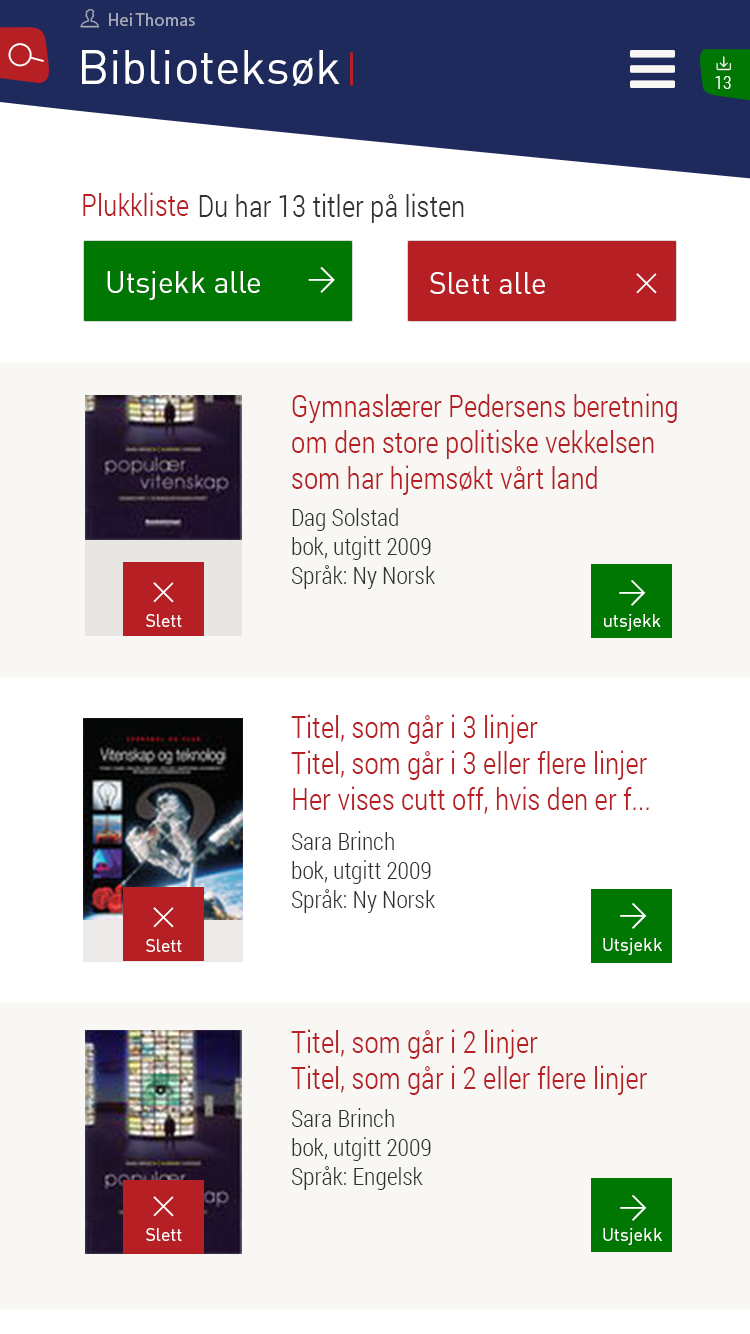 Hei Thomas
Biblioteksøk
13
Plukkliste Du har 13 titler på listen
Utsjekk alle
Slett alle
populær
vitenskap
Slett
Gymnaslærer Pedersens beretning
om den store politiske vekkelsen
som har hjemsøkt vårt land
Dag Solstad
bok, utgitt 2009
Språk: Ny Norsk
utsjekk
Vitenskap og teknologi
Slett
Titel, som går i 3 linjer
Titel, som går i 3 eller flere linjer
Her vises cutt off, hvis den er f...
Sara Brinch
bok, utgitt 2009
Språk: Ny Norsk
Utsjekk
Slett
Titel, som går i 2 linjer
Titel, som går i 2 eller flere linjer
Sara Brinch
bok, utgitt 2009
Språk: Engelsk
Utsjekk